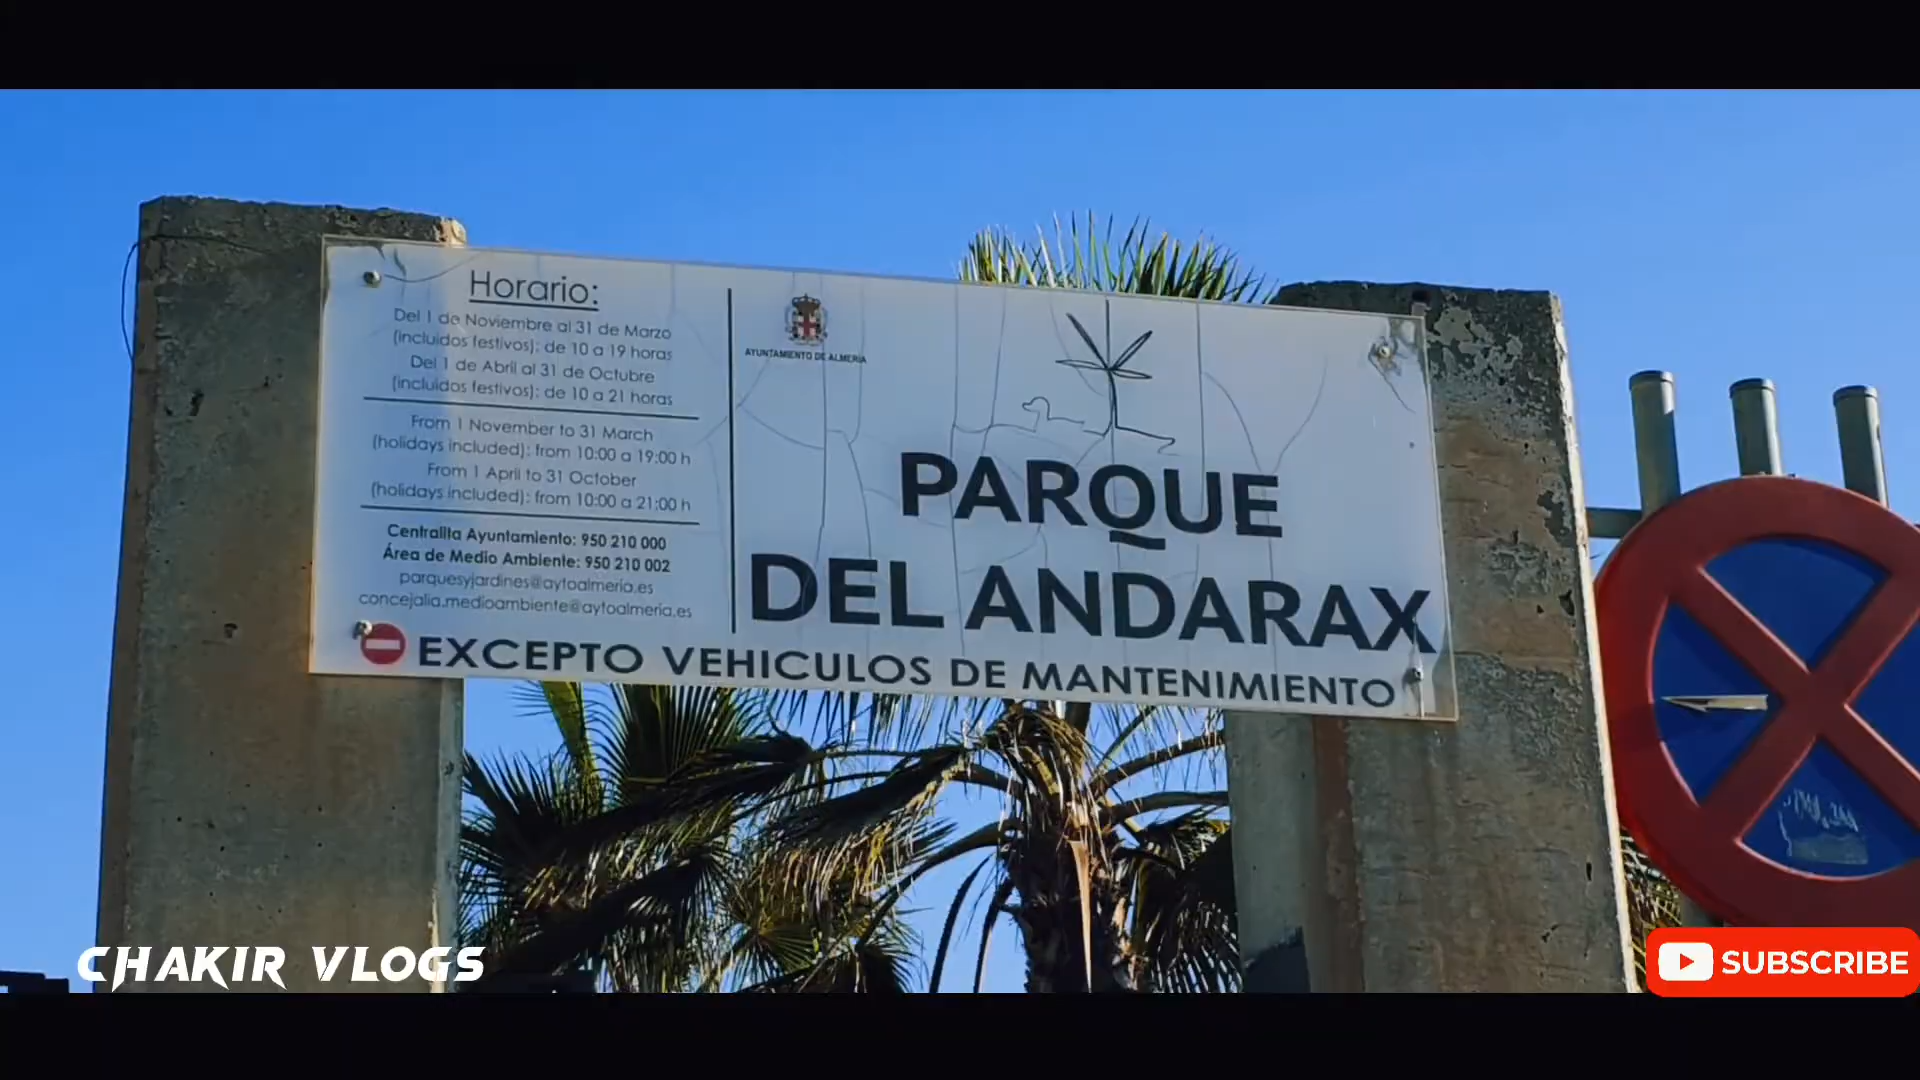 Horario:
Del 1 de Noviembre al 31 de Marzo
(incluidos festivos): de 10 a 19 horas
Del 1 de Abril al 31 de Octubre
(incluidos festivos): de 10 a 21 horas
From 1 November to 31 March
(holidays included): from 10:00 a 19:00 h
From 1 April to 31 October
(holidays included): from 10:00 a 21:00 h
Centralita Ayuntamiento: 950 210 000
Área de Medio Ambiente: 950 210 002
parquesyjardines@aytoalmeria.es
concejalia.medioambiente@aytoalmeria.es
AYUNTAMIENTO DE ALMERIA
PARQUE
DEL ANDARAX
EXCEPTO VEHICULOS DE MANTENIMIENTO
CHAKIR VLOGS
SUBSCRIBE